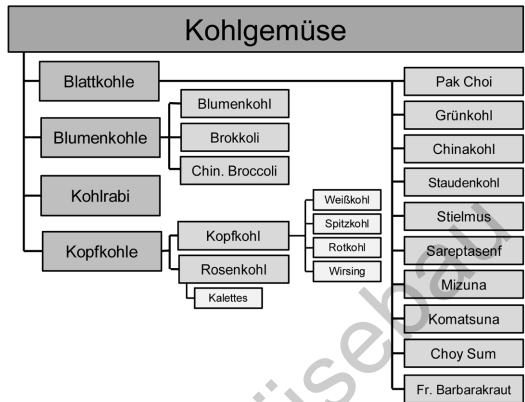 Kohlgemüse
Blattkohle
Pak Choi
Grünkohl
Chinakohl
Staudenkohl
Stielmus
Sareptasenf
Mizuna
Komatsuna
Choy Sum
Fr. Barbarakraut
Blumenkohle
Blumenkohl
Brokkoli
Chin. Broccoli
Kohlrabi
Kopfkohle
Kopfkohl
Weißkohl
Spitzkohl
Rotkohl
Wirsing
Rosenkohl
Kalettes